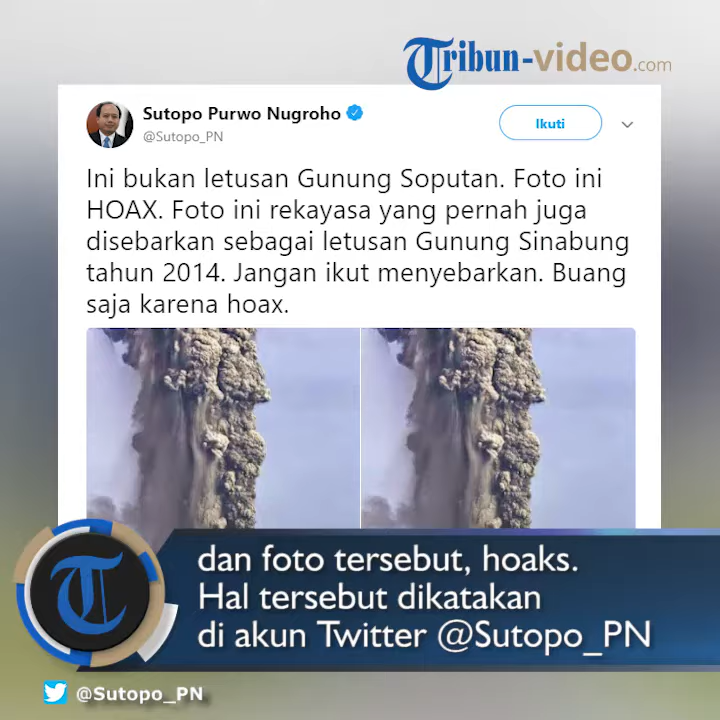 Tribun-video.com
Sutopo Purwo Nugroho
@Sutopo_PN
Ikuti
Ini bukan letusan Gunung Soputan. Foto ini
HOAX. Foto ini rekayasa yang pernah juga
disebarkan sebagai letusan Gunung Sinabung
tahun 2014. Jangan ikut menyebarkan. Buang
saja karena hoax.
T
dan foto tersebut, hoaks.
Hal tersebut dikatakan
di akun Twitter @Sutopo_PN
@Sutopo_PN